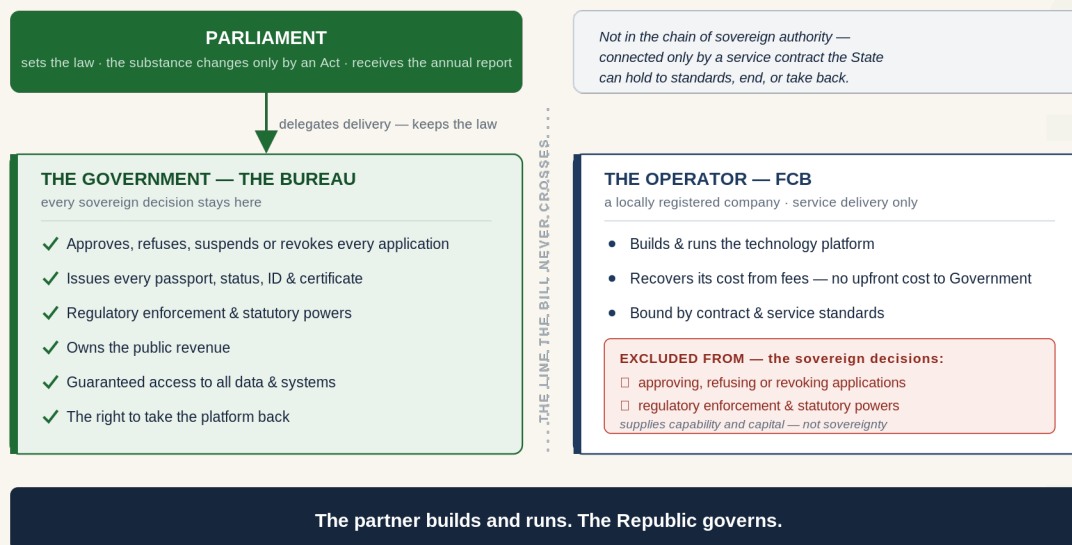 PARLIAMENT
sets the law · the substance changes only by an Act · receives the annual report
Not in the chain of sovereign authority —
connected only by a service contract the State
can hold to standards, end, or take back.
delegates delivery — keeps the law
THE GOVERNMENT — THE BUREAU
every sovereign decision stays here
Approves, refuses, suspends or revokes every application
Issues every passport, status, ID & certificate
Regulatory enforcement & statutory powers
Owns the public revenue
Guaranteed access to all data & systems
The right to take the platform back
THE LINE THE BILL NEVER CROSSES
THE OPERATOR — FCB
a locally registered company · service delivery only
Builds & runs the technology platform
Recovers its cost from fees — no upfront cost to Government
Bound by contract & service standards
EXCLUDED FROM — the sovereign decisions:
approving, refusing or revoking applications
regulatory enforcement & statutory powers
supplies capability and capital — not sovereignty
The partner builds and runs. The Republic governs.